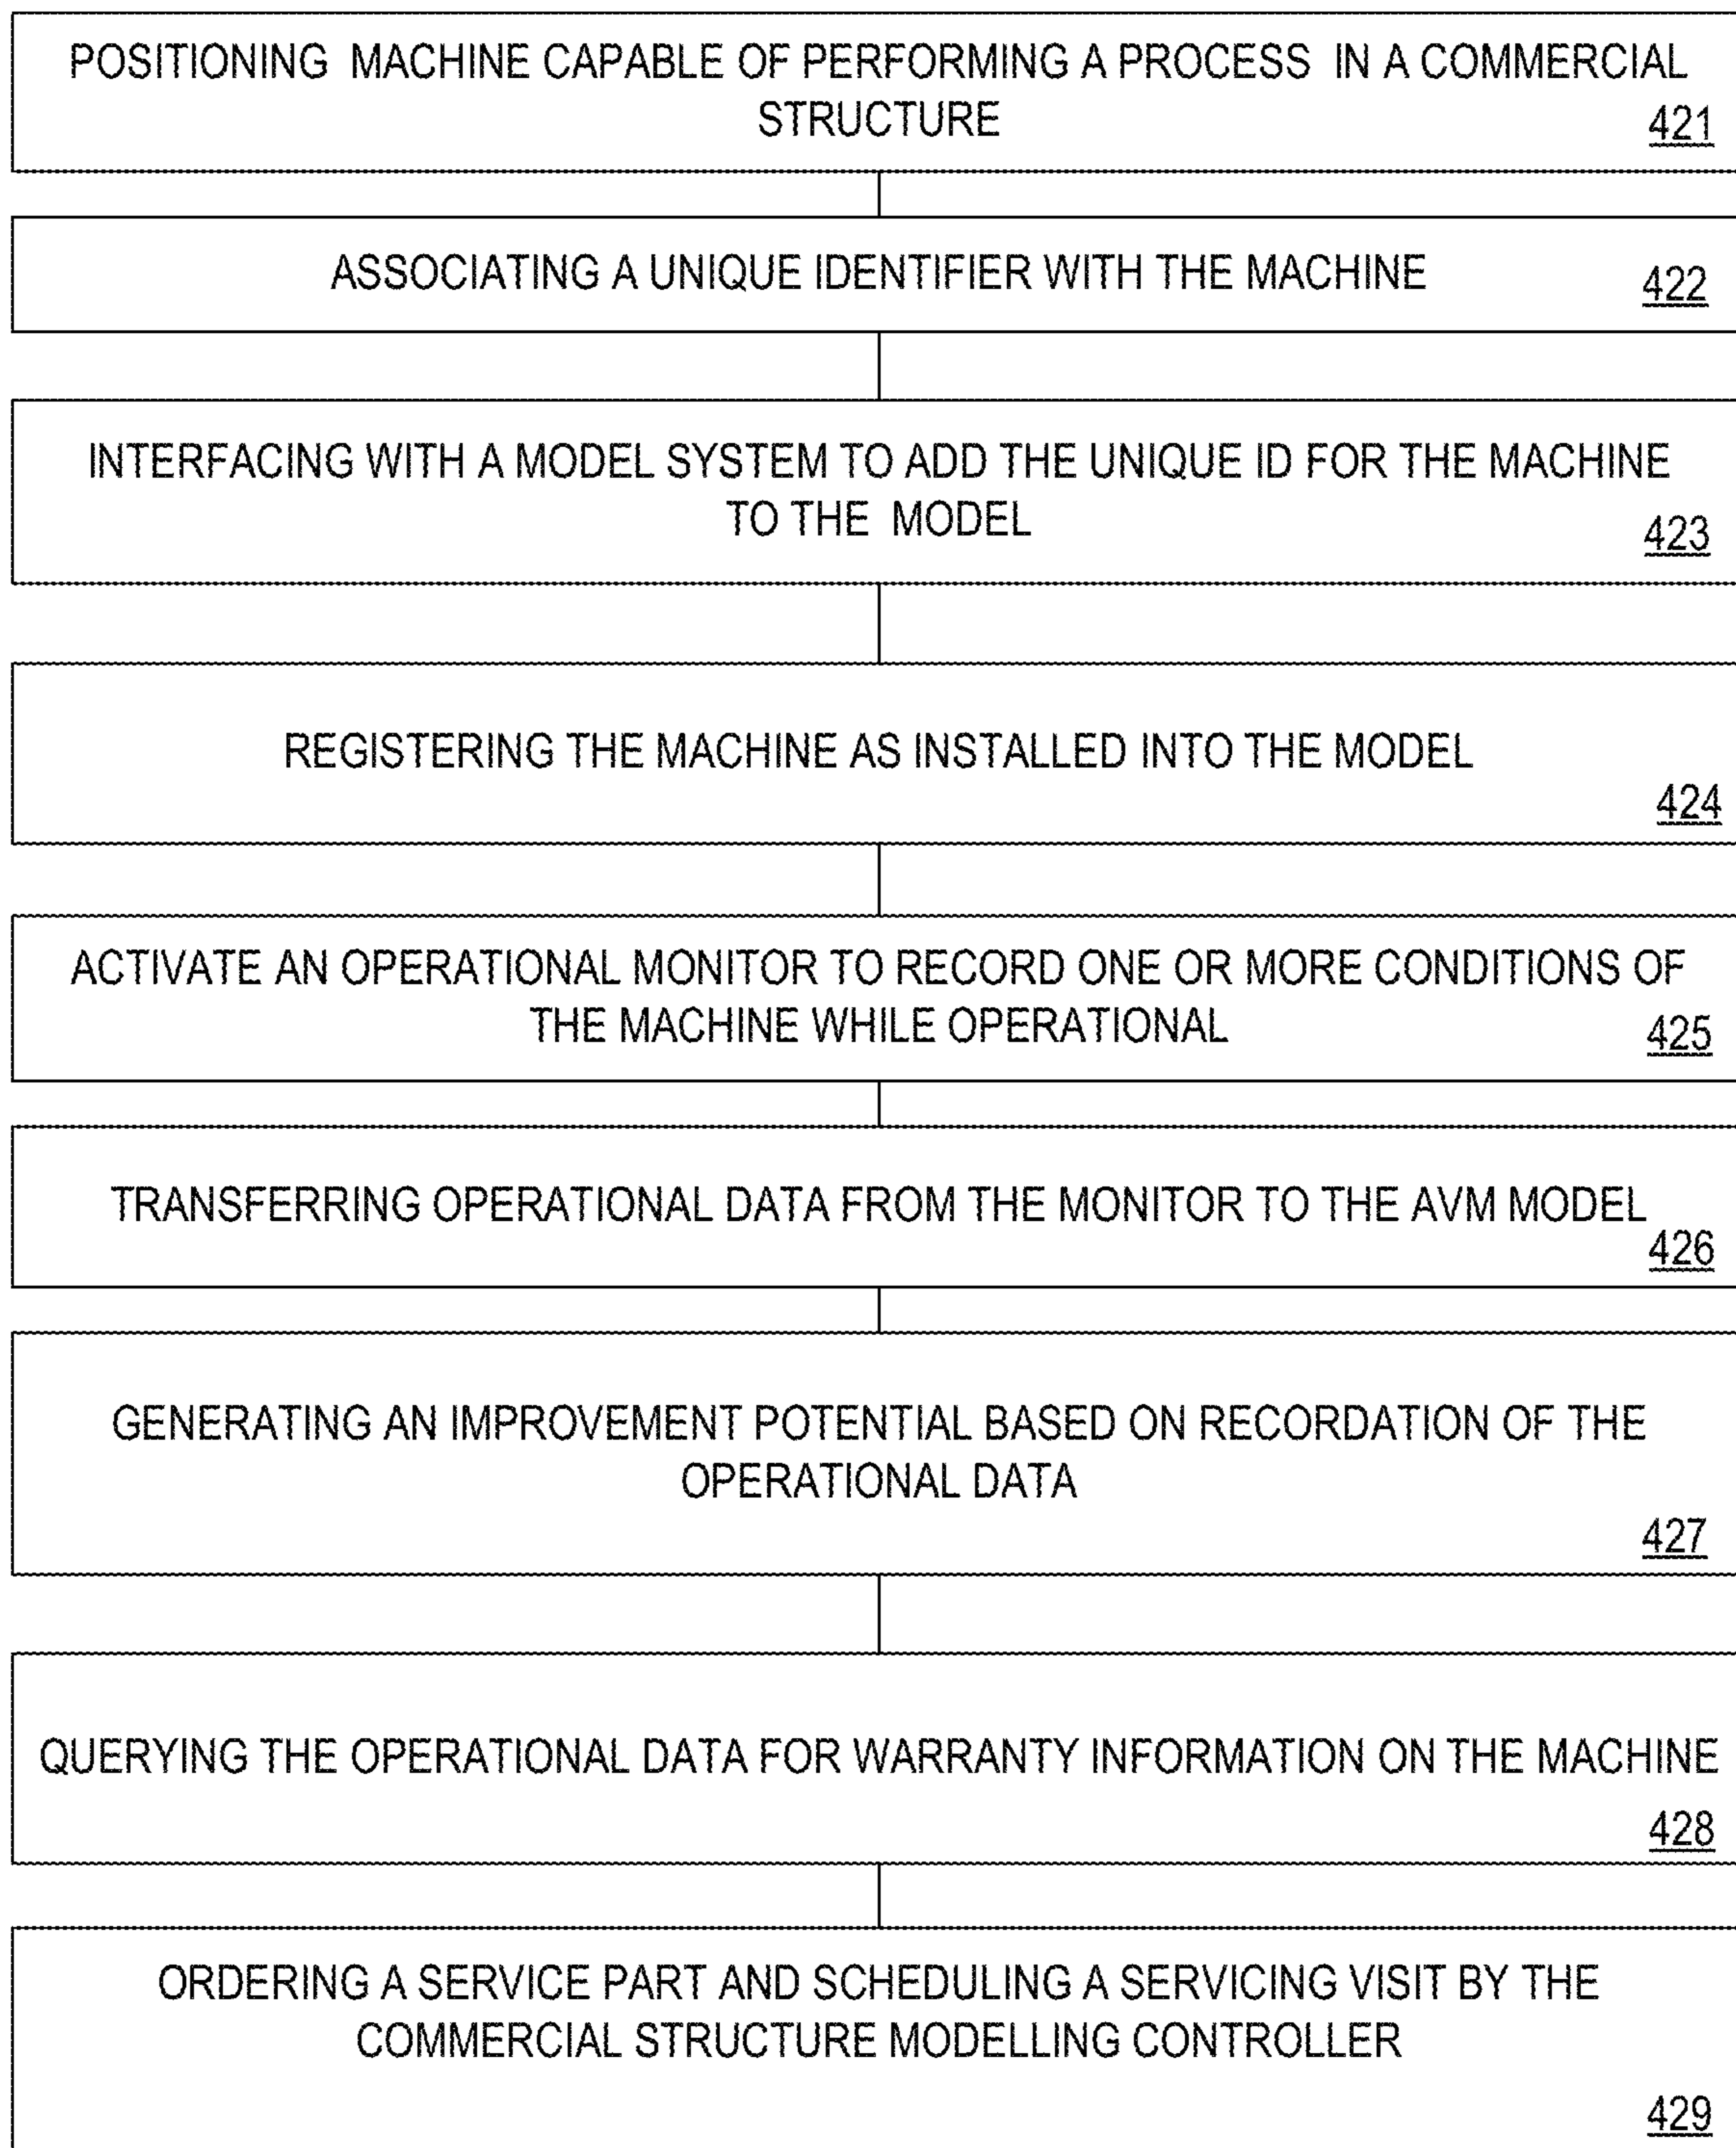 POSITIONING MACHINE CAPABLE OF PERFORMING A PROCESS IN A COMMERCIAL
STRUCTURE
421
ASSOCIATING A UNIQUE IDENTIFIER WITH THE MACHINE
422
INTERFACING WITH A MODEL SYSTEM TO ADD THE UNIQUE ID FOR THE MACHINE
TO THE MODEL
423
REGISTERING THE MACHINE AS INSTALLED INTO THE MODEL
424
ACTIVATE AN OPERATIONAL MONITOR TO RECORD ONE OR MORE CONDITIONS OF
THE MACHINE WHILE OPERATIONAL
425
TRANSFERRING OPERATIONAL DATA FROM THE MONITOR TO THE AVM MODEL
426
GENERATING AN IMPROVEMENT POTENTIAL BASED ON RECORDATION OF THE
OPERATIONAL DATA
427
QUERYING THE OPERATIONAL DATA FOR WARRANTY INFORMATION ON THE MACHINE
428
ORDERING A SERVICE PART AND SCHEDULING A SERVICING VISIT BY THE
COMMERCIAL STRUCTURE MODELLING CONTROLLER
429